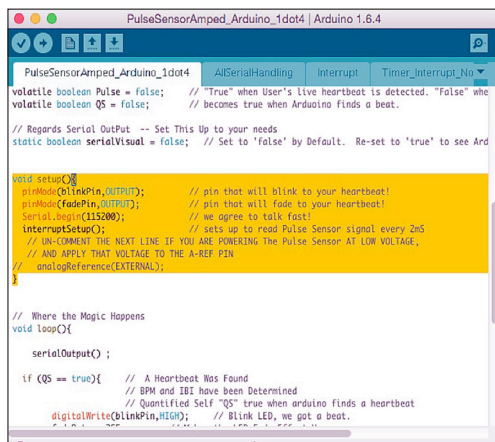 PulseSensorAmped_Arduino_1dot4 | Arduino 1.6.4
PulseSensorAmped_Arduino_1dot4 AllSerialHandling Interrupt Timer_Interrupt_No
volatile boolean Pulse = false; // "True" when User's live heartbeat is detected. "False" whe
volatile boolean QS = false; // becomes true when Arduoino finds a beat.
// Regards Serial OutPut -- Set This Up to your needs
static boolean serialVisual = false; // Set to 'false' by Default. Re-set to 'true' to see Ard
void setup(){
pinMode(blinkPin,OUTPUT); // pin that will blink to your heartbeat!
pinMode(fadePin,OUTPUT); // pin that will fade to your heartbeat!
Serial.begin(115200); // we agree to talk fast!
interruptSetup(); // sets up to read Pulse Sensor signal every 2mS
// UN-COMMENT THE NEXT LINE IF YOU ARE POWERING The Pulse Sensor AT LOW VOLTAGE,
// AND APPLY THAT VOLTAGE TO THE A-REF PIN
// analogReference(EXTERNAL);
}
// Where the Magic Happens
void loop(){
serialOutput() ;
if (QS == true){ // A Heartbeat Was Found
// BPM and IBI have been Determined
// Quantified Self "QS" true when arduino finds a heartbeat
digitalWrite(blinkPin,HIGH); // Blink LED, we got a beat.